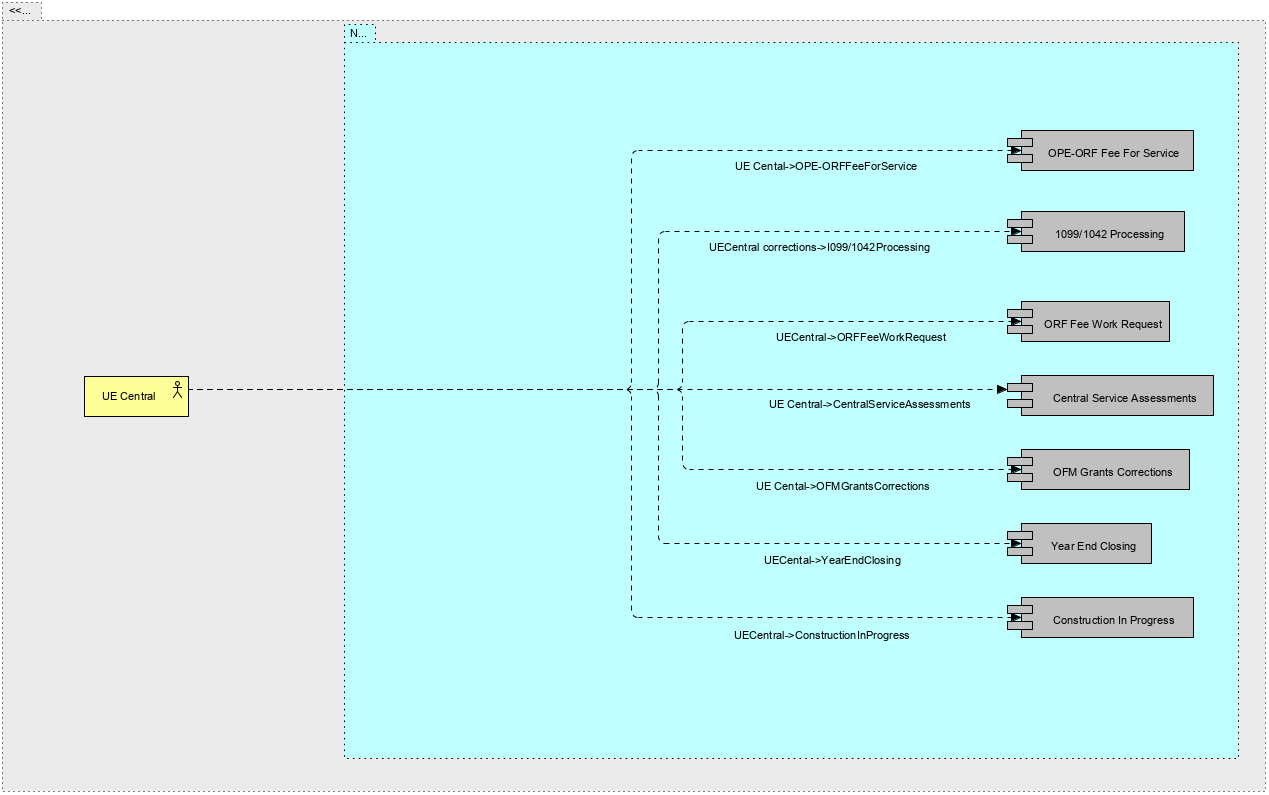 <<...
N...
OPE-ORF Fee For Service
UE Cental->OPE-ORFFeeForService
1099/1042 Processing
UECentral corrections->I099/1042Processing
ORF Fee Work Request
UECentral->ORFFeeWorkRequest
UE Central
Central Service Assessments
UE Central->CentralServiceAssessments
OFM Grants Corrections
UE Cental->OFMGrantsCorrections
Year End Closing
UECental->YearEndClosing
Construction In Progress
UECentral->ConstructionInProgress